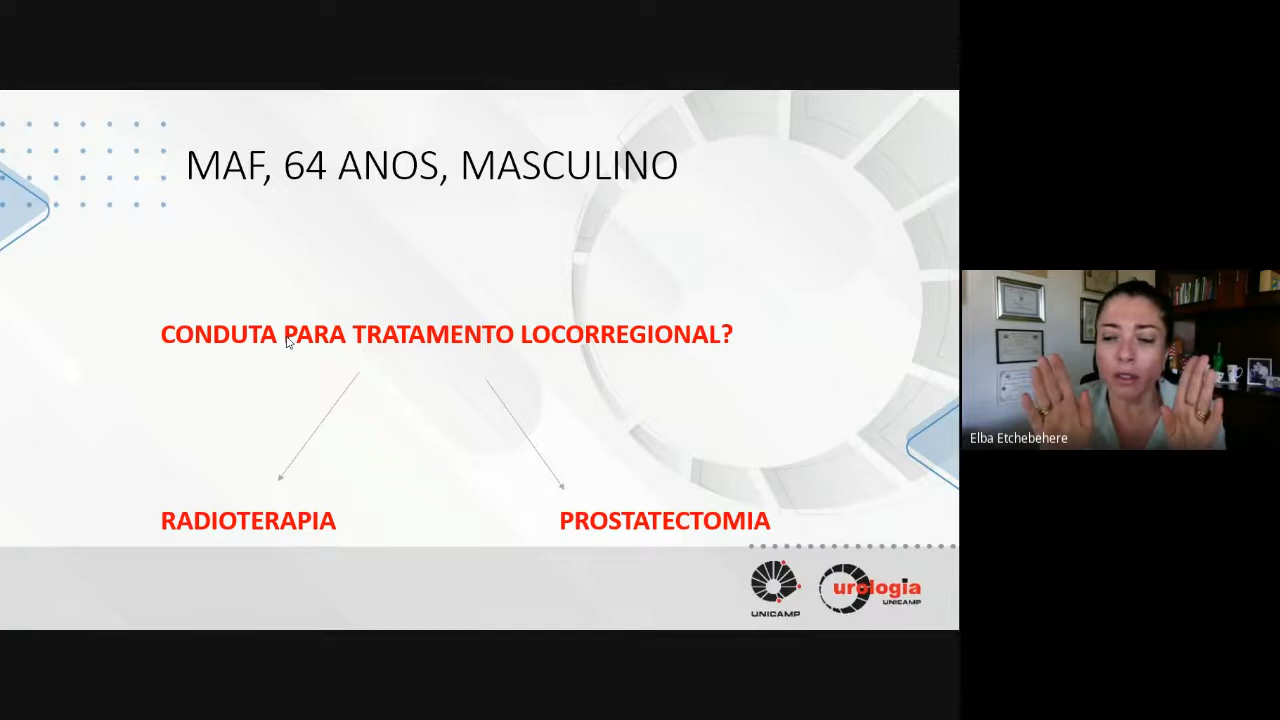 MAF, 64 ANOS, MASCULINO
CONDUTA PARA TRATAMENTO LOCORREGIONAL?
RADIOTERAPIA
PROSTATECTOMIA
UNICAMP
urologia
UNICAMP
Elba Etchebehere